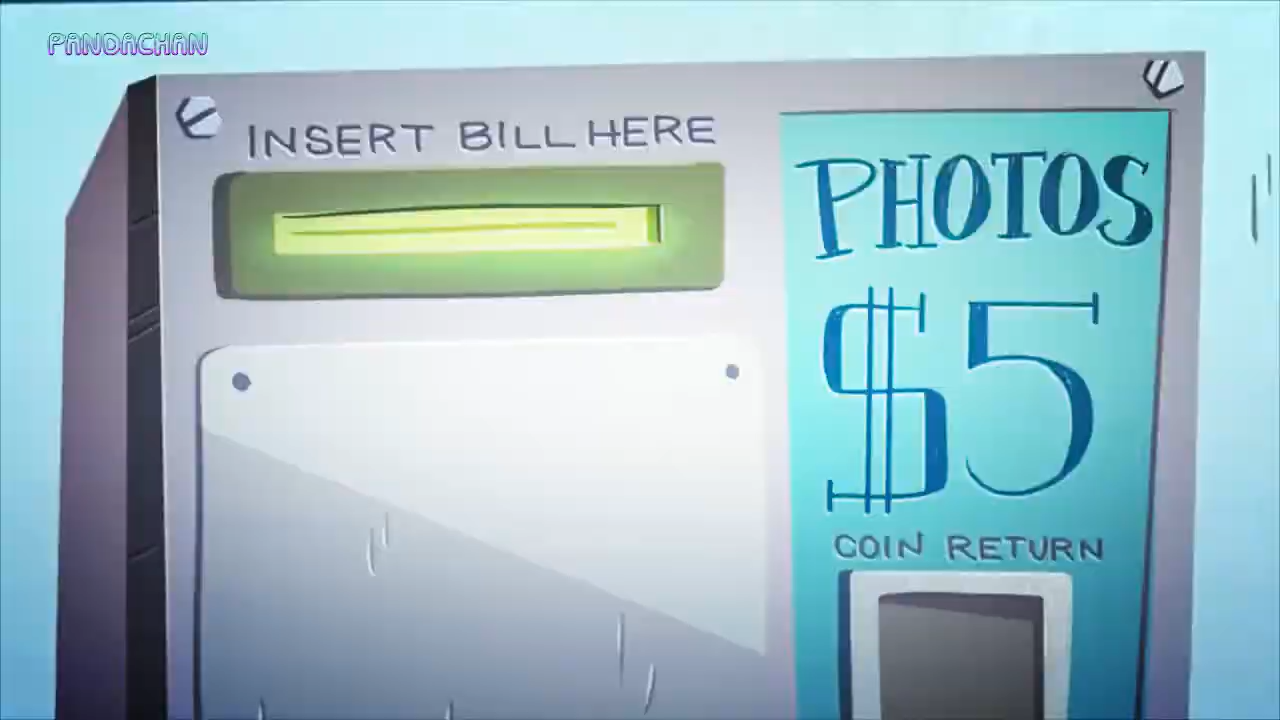 PANDACHAN
INSERT BILL HERE
PHOTOS
$5
COIN RETURN